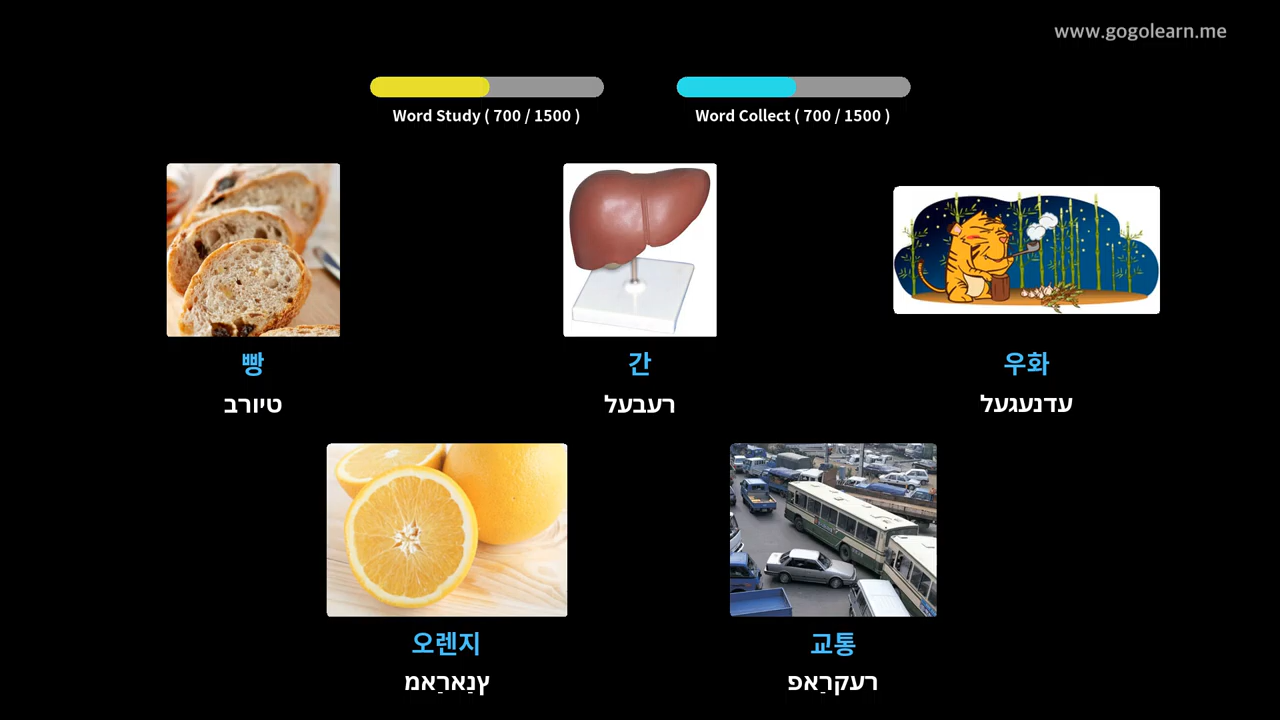 www.gogolearn.me
Word Study ( 700 / 1500 )
Word Collect ( 700 / 1500 )
빵
간
우화
טיורב
רעבעל
עדנעגעל
오렌지
교통
ץנַארַאמ
רעקרַאפ